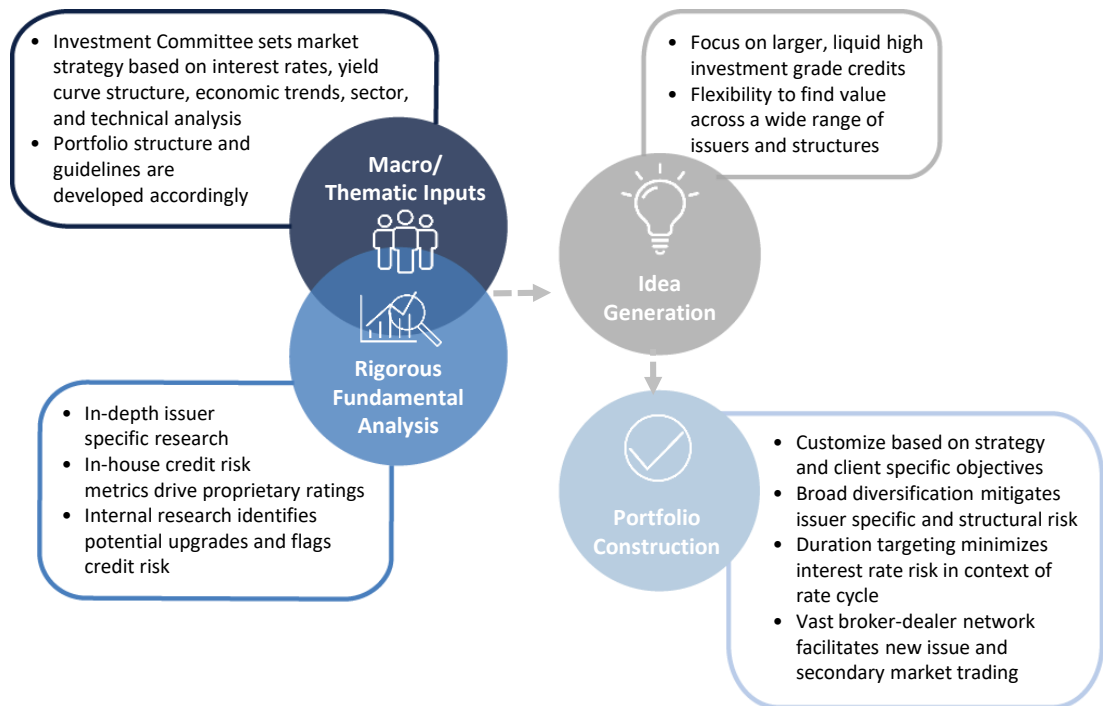 • Investment Committee sets market
strategy based on interest rates, yield
curve structure, economic trends, sector,
and technical analysis
• Portfolio structure and
guidelines are
developed accordingly
Macro/
Thematic Inputs
Rigorous
Fundamental
Analysis
• In-depth issuer
specific research
• In-house credit risk
metrics drive proprietary ratings
• Internal research identifies
potential upgrades and flags
credit risk
• Focus on larger, liquid high
investment grade credits
• Flexibility to find value
across a wide range of
issuers and structures
Idea
Generation
Portfolio
Construction
• Customize based on strategy
and client specific objectives
• Broad diversification mitigates
issuer specific and structural risk
• Duration targeting minimizes
interest rate risk in context of
rate cycle
• Vast broker-dealer network
facilitates new issue and
secondary market trading